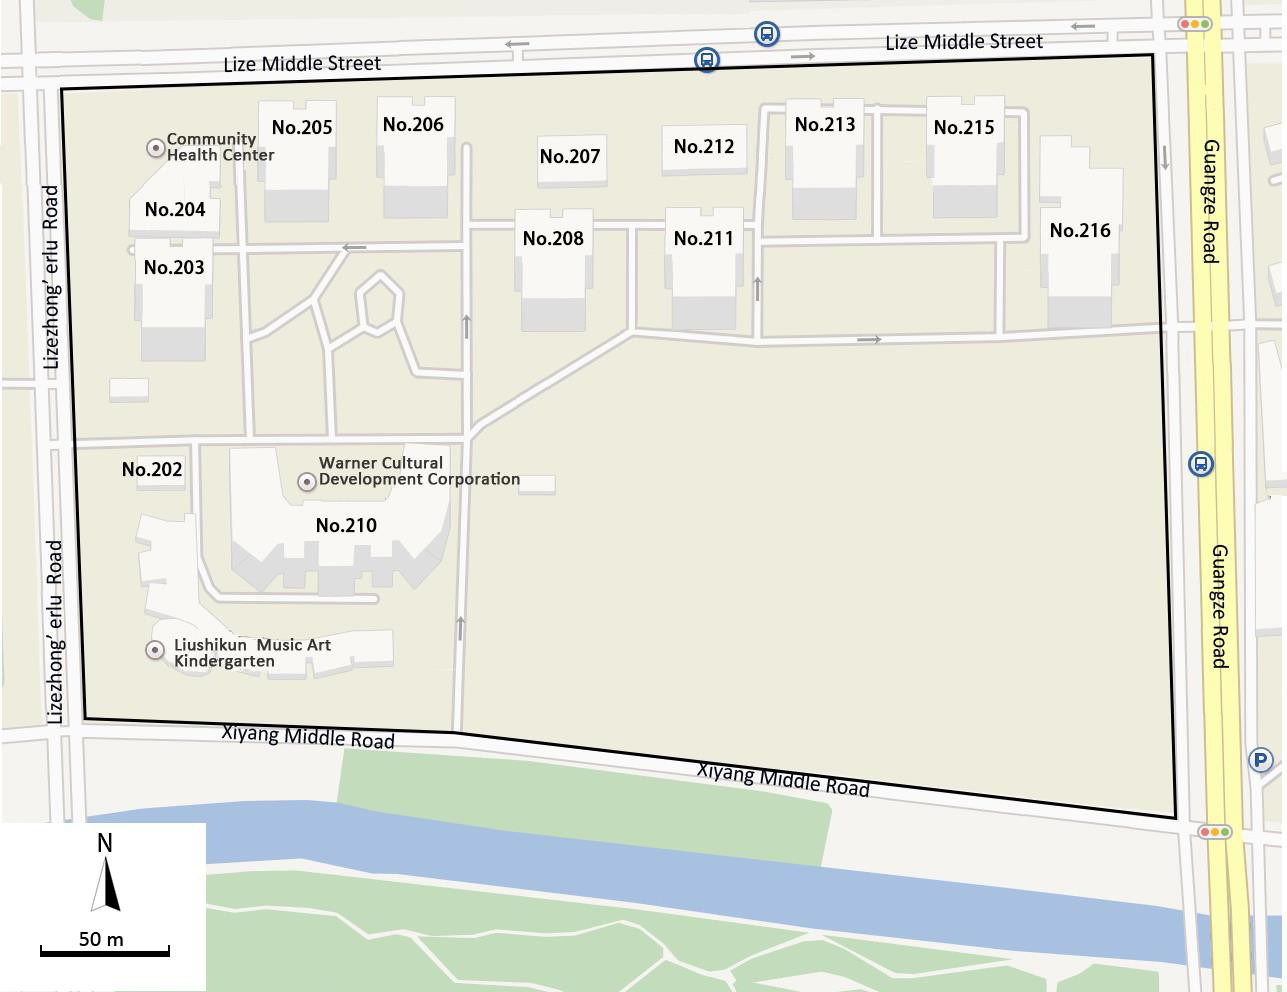 Lize Middle Street
Lize Middle Street
Community
Health Center
No.205
No.206
No.207
No.212
No.213
No.215
No.204
No.203
No.208
No.211
No.216
Lizezhong' erlu Road
Guangze Road
No.202
Warner Cultural
Development Corporation
No.210
Lizezhong' erlu Road
Guangze Road
Liushikun Music Art
Kindergarten
Xiyang Middle Road
Xiyang Middle Road
P
N
50 m